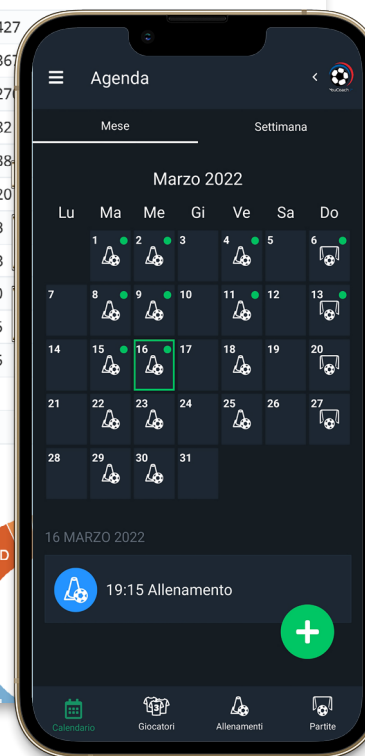 Agenda
YouCoach
Mese Settimana
Marzo 2022
Lu Ma Me Gi Ve Sa Do
1 2 3 4 5 6
7 8 9 10 11 12 13
14 15 16 17 18 19 20
21 22 23 24 25 26 27
28 29 30 31
16 MARZO 2022
19:15 Allenamento
Calendario Giocatori Allenamenti Partite
427
D